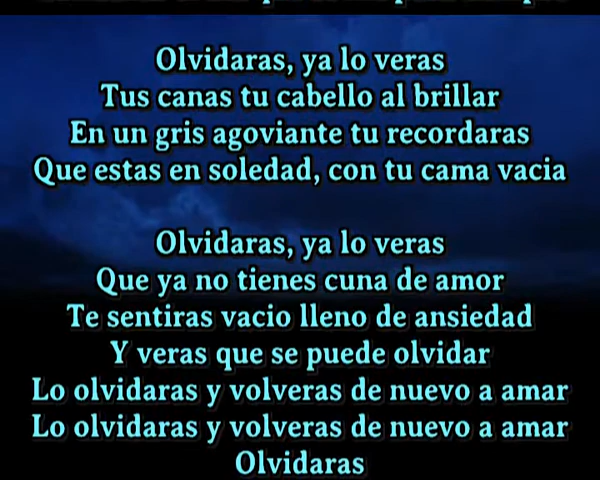 Olvidaras, ya lo veras
Tus canas tu cabello al brillar
En un gris agoviante tu recordaras
Que estas en soledad, con tu cama vacia
Olvidaras, ya lo veras
Que ya no tienes cuna de amor
Te sentiras vacio lleno de ansiedad
Y veras que se puede olvidar
Lo olvidaras y volveras de nuevo a amar
Lo olvidaras y volveras de nuevo a amar
Olvidaras